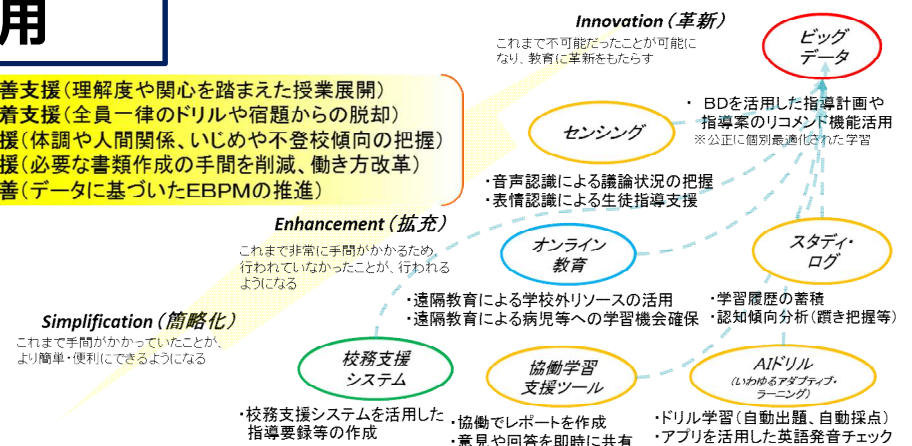 用
善支援(理解度や関心を踏まえた授業展開)
着支援(全員一律のドリルや宿題からの脱却)
援(体調や人間関係、いじめや不登校傾向の把握)
援(必要な書類作成の手間を削減、働き方改革)
善(データに基づいたEBPMの推進)
Innovation(革新)
これまで不可能だったことが可能に
なり、教育に革新をもたらす
ビッグ
データ
・ BDを活用した指導計画や
指導案のリコメンド機能活用
※公正に個別最適化された学習
センシング
・音声認識による議論状況の把握
・表情認識による生徒指導支援
Enhancement(拡充)
これまで非常に手間がかかるため、
行われていなかったことが、行われる
ようになる
オンライン
教育
・遠隔教育による学校外リソースの活用
・遠隔教育による病児等への学習機会確保
スタディ・
ログ
・学習履歴の蓄積
・認知傾向分析(躓き把握等)
Simplification(簡略化)
これまで手間がかかっていたことが、
より簡単・便利にできるようになる
校務支援
システム
・校務支援システムを活用した
指導要録等の作成
協働学習
支援ツール
・協働でレポートを作成
・意見や回答を即時に共有
AIドリル
(いわゆるアダプティブ・
ラーニング)
・ドリル学習(自動出題、自動採点)
・アプリを活用した英語発音チェック